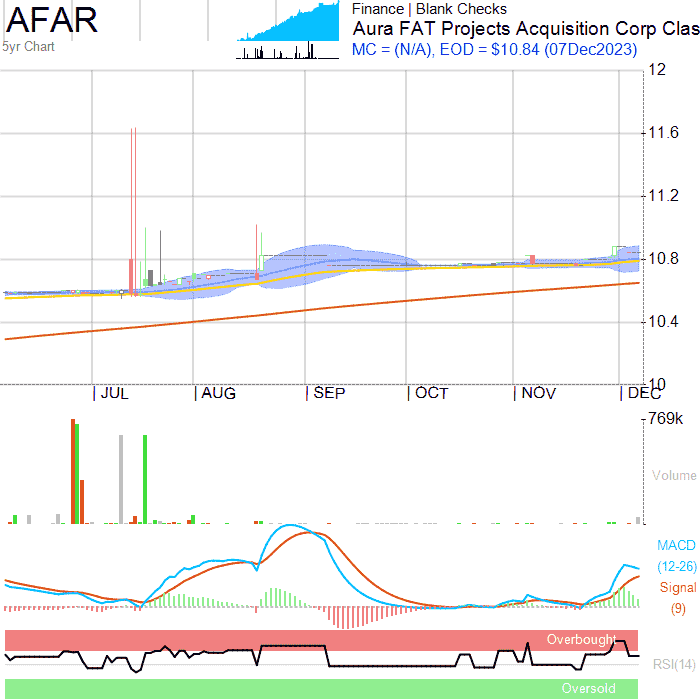 AFAR
5yr Chart
Finance | Blank Checks
Aura FAT Projects Acquisition Corp Clas
MC = (N/A), EOD = $10.84 (07Dec2023)
12
11.6
11.2
10.8
10.4
10
JUL AUG SEP OCT NOV DEC
769k
Volume
MACD
(12-26)
Signal
(9)
Overbought
RSI(14)
Oversold